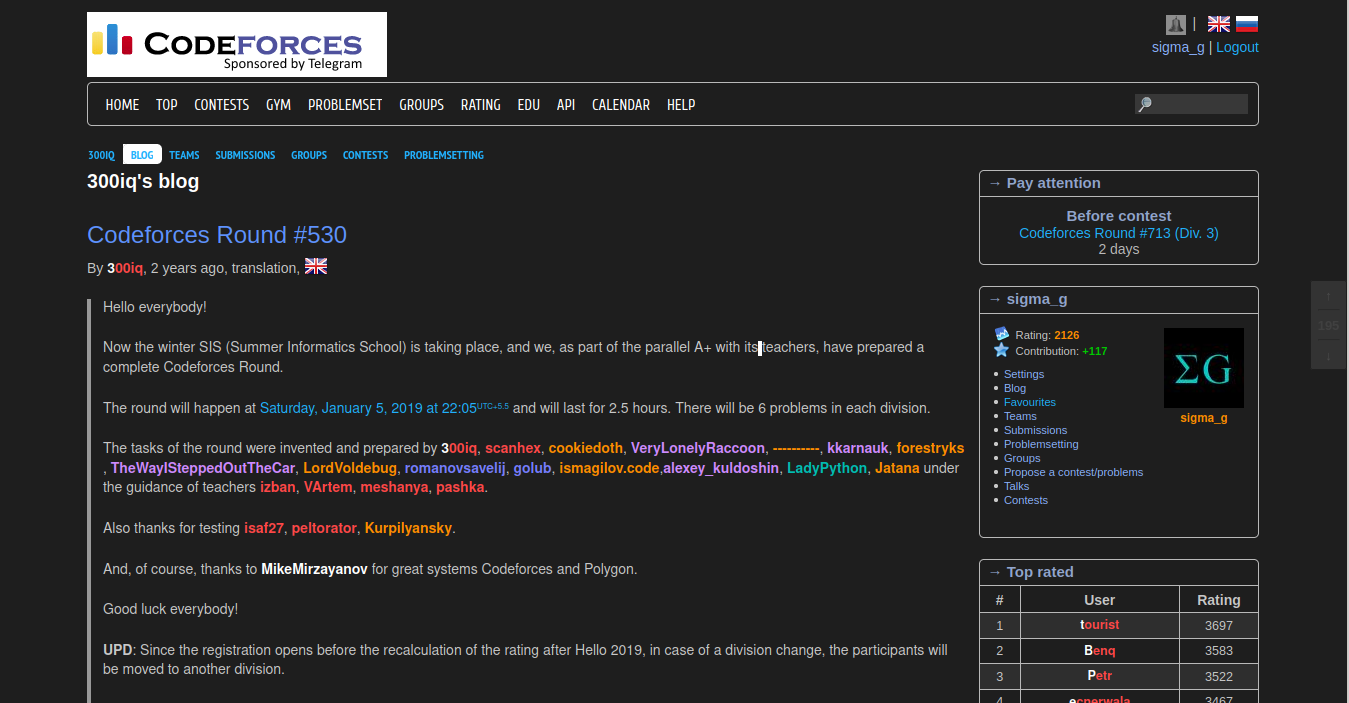 CODEFORCES
Sponsored by Telegram
|
sigma_g | Logout
HOME TOP CONTESTS GYM PROBLEMSET GROUPS RATING EDU API CALENDAR HELP
300IQ BLOG TEAMS SUBMISSIONS GROUPS CONTESTS PROBLEMSETTING
300iq's blog
Codeforces Round #530
By 300iq, 2 years ago, translation,
Hello everybody!
Now the winter SIS (Summer Informatics School) is taking place, and we, as part of the parallel A+ with its teachers, have prepared a
complete Codeforces Round.
The round will happen at Saturday, January 5, 2019 at 22:05UTC+5.5 and will last for 2.5 hours. There will be 6 problems in each division.
The tasks of the round were invented and prepared by 300iq, scanhex, cookiedoth, VeryLonelyRaccoon, ----------, kkarnauk, forestryks
, TheWayISteppedOutTheCar, LordVoldebug, romanovsavelij, golub, ismagilov.code,alexey_kuldoshin, LadyPython, Jatana under
the guidance of teachers izban, VArtem, meshanya, pashka.
Also thanks for testing isaf27, peltorator, Kurpilyansky.
And, of course, thanks to MikeMirzayanov for great systems Codeforces and Polygon.
Good luck everybody!
UPD: Since the registration opens before the recalculation of the rating after Hello 2019, in case of a division change, the participants will
be moved to another division.
→ Pay attention
Before contest
Codeforces Round #713 (Div. 3)
2 days
→ sigma_g
Rating: 2126
Contribution: +117
• Settings
• Blog
• Favourites
• Teams
• Submissions
• Problemsetting
• Groups
• Propose a contest/problems
• Talks
• Contests
ΣG
sigma_g
→ Top rated
# User Rating
1 tourist 3697
2 Benq 3583
3 Petr 3522
4 ecnerwala 3467
↑
195
↓